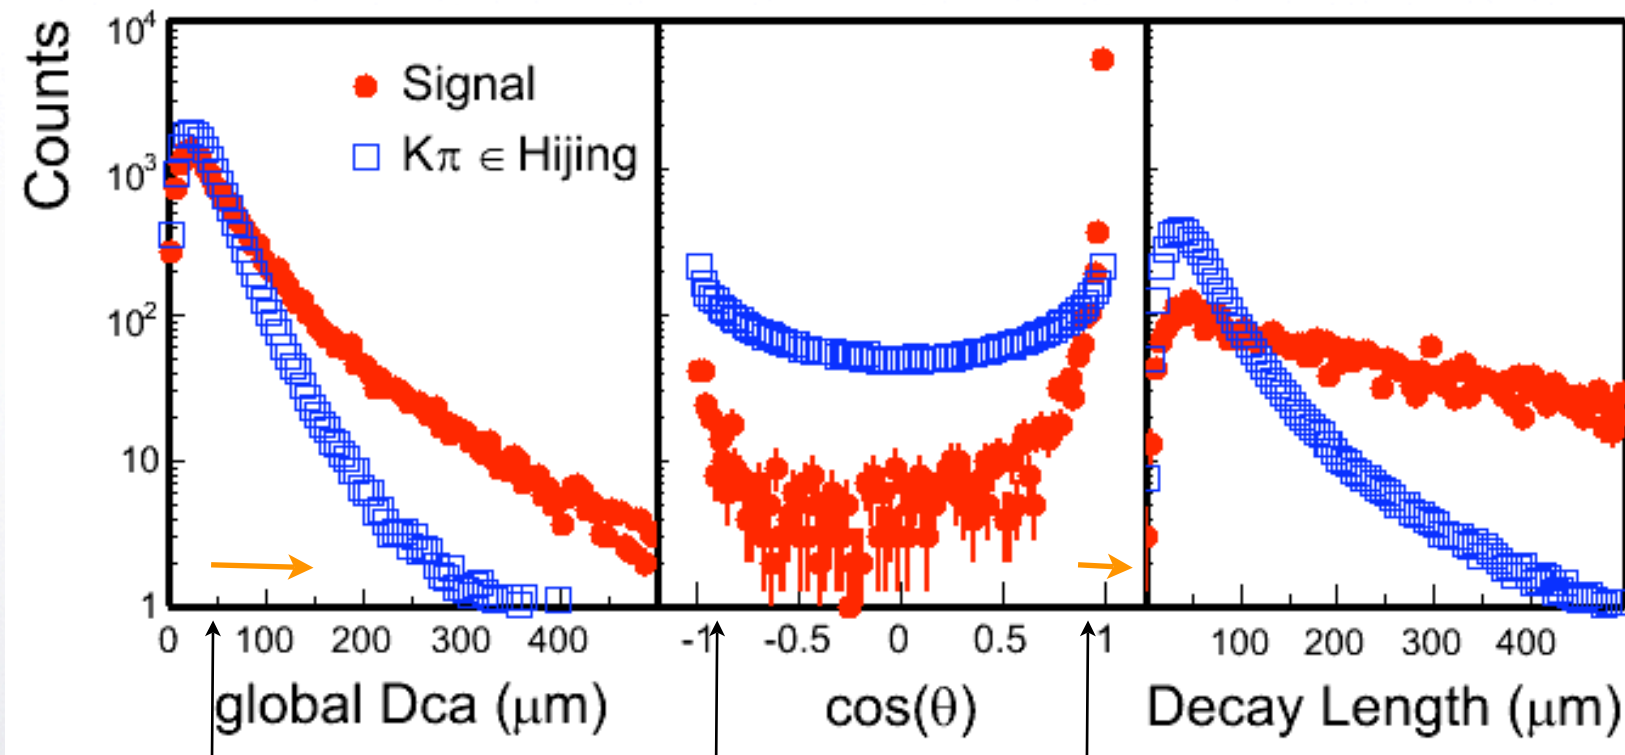 Counts
10⁴
10³
10²
10
1
Signal
Kπ ∈ Hijing
0 100 200 300 400
-1 -0.5 0 0.5 1
100 200 300 400
global Dca (μm)
cos(θ)
Decay Length (μm)